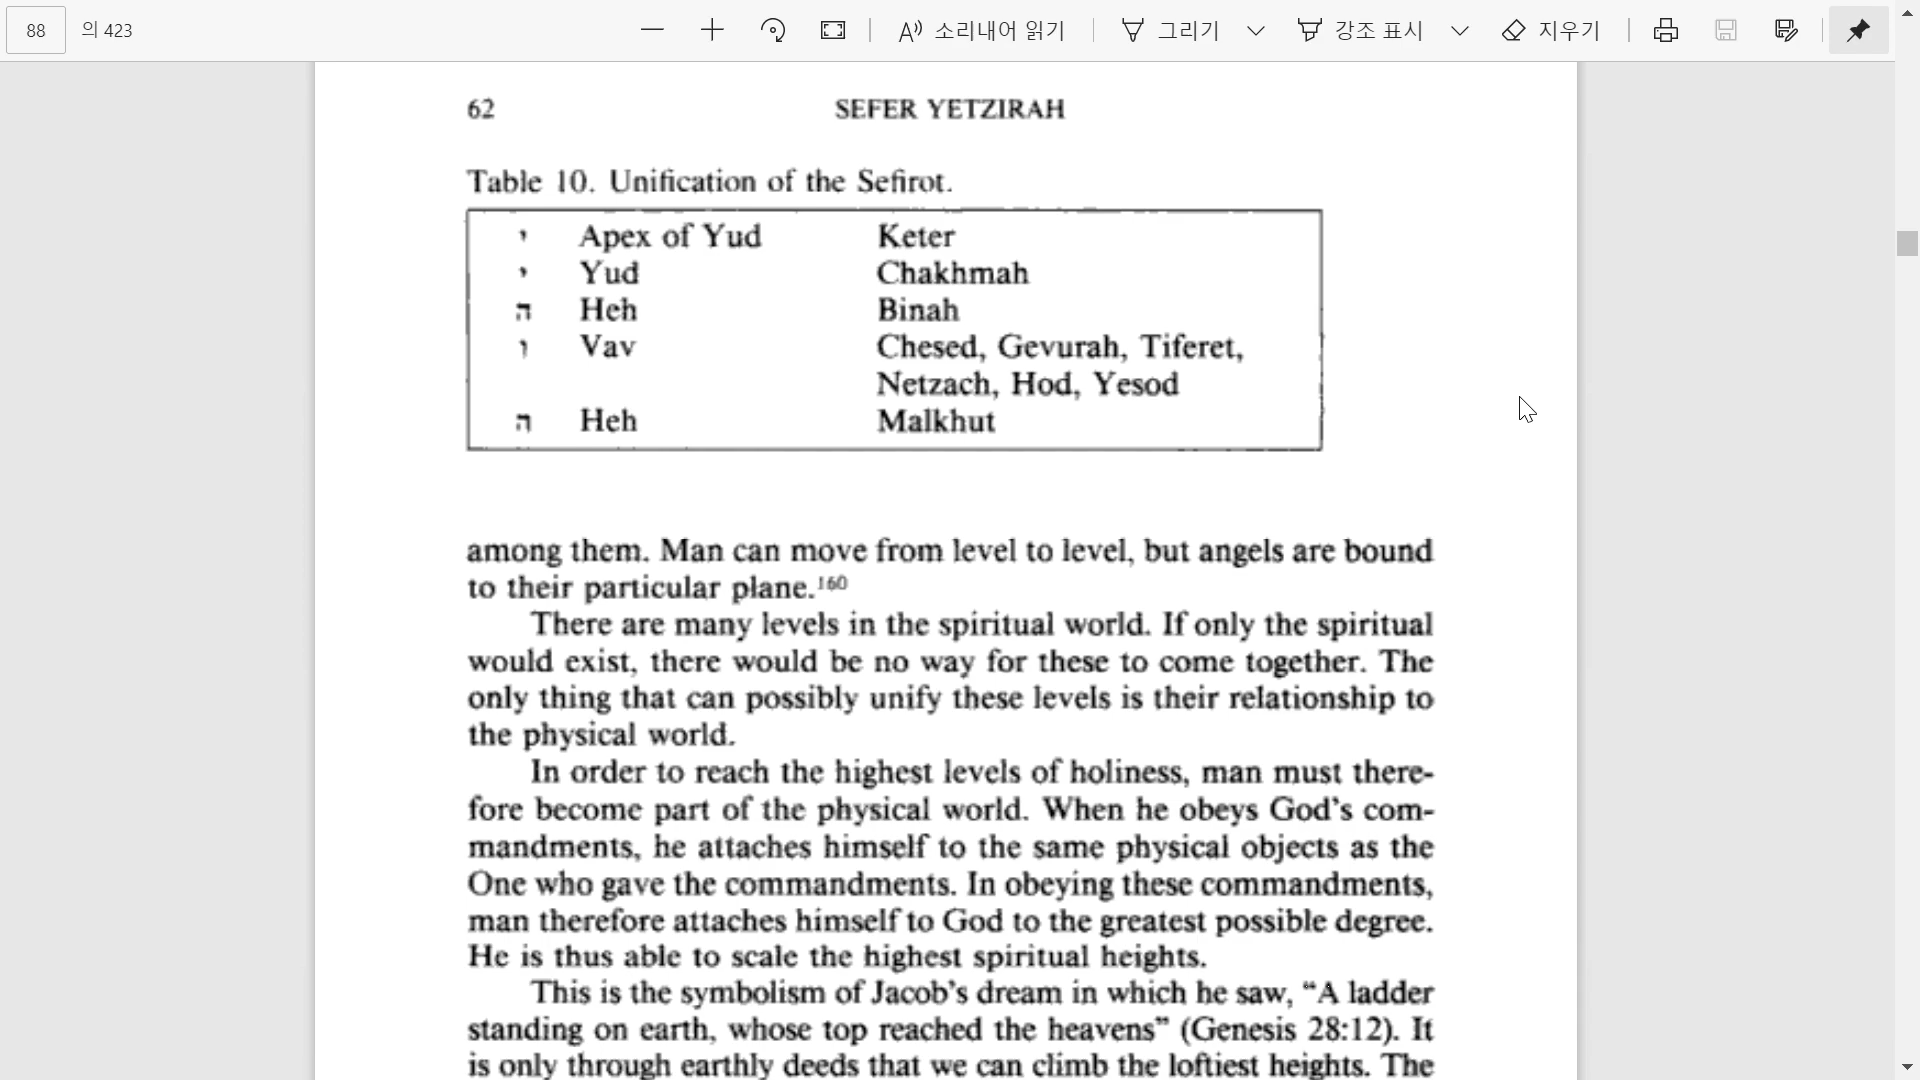 88 의 423 소리내어 읽기 그리기 강조 표시 지우기
62 SEFER YETZIRAH
Table 10. Unification of the Sefirot.
י Apex of Yud Keter
י Yud Chakhmah
ה Heh Binah
ו Vav Chesed, Gevurah, Tiferet,
Netzach, Hod, Yesod
ה Heh Malkhut
among them. Man can move from level to level, but angels are bound
to their particular plane.¹⁶⁰
There are many levels in the spiritual world. If only the spiritual
would exist, there would be no way for these to come together. The
only thing that can possibly unify these levels is their relationship to
the physical world.
In order to reach the highest levels of holiness, man must there-
fore become part of the physical world. When he obeys God's com-
mandments, he attaches himself to the same physical objects as the
One who gave the commandments. In obeying these commandments,
man therefore attaches himself to God to the greatest possible degree.
He is thus able to scale the highest spiritual heights.
This is the symbolism of Jacob's dream in which he saw, “A ladder
standing on earth, whose top reached the heavens” (Genesis 28:12). It
is only through earthly deeds that we can climb the loftiest heights. The